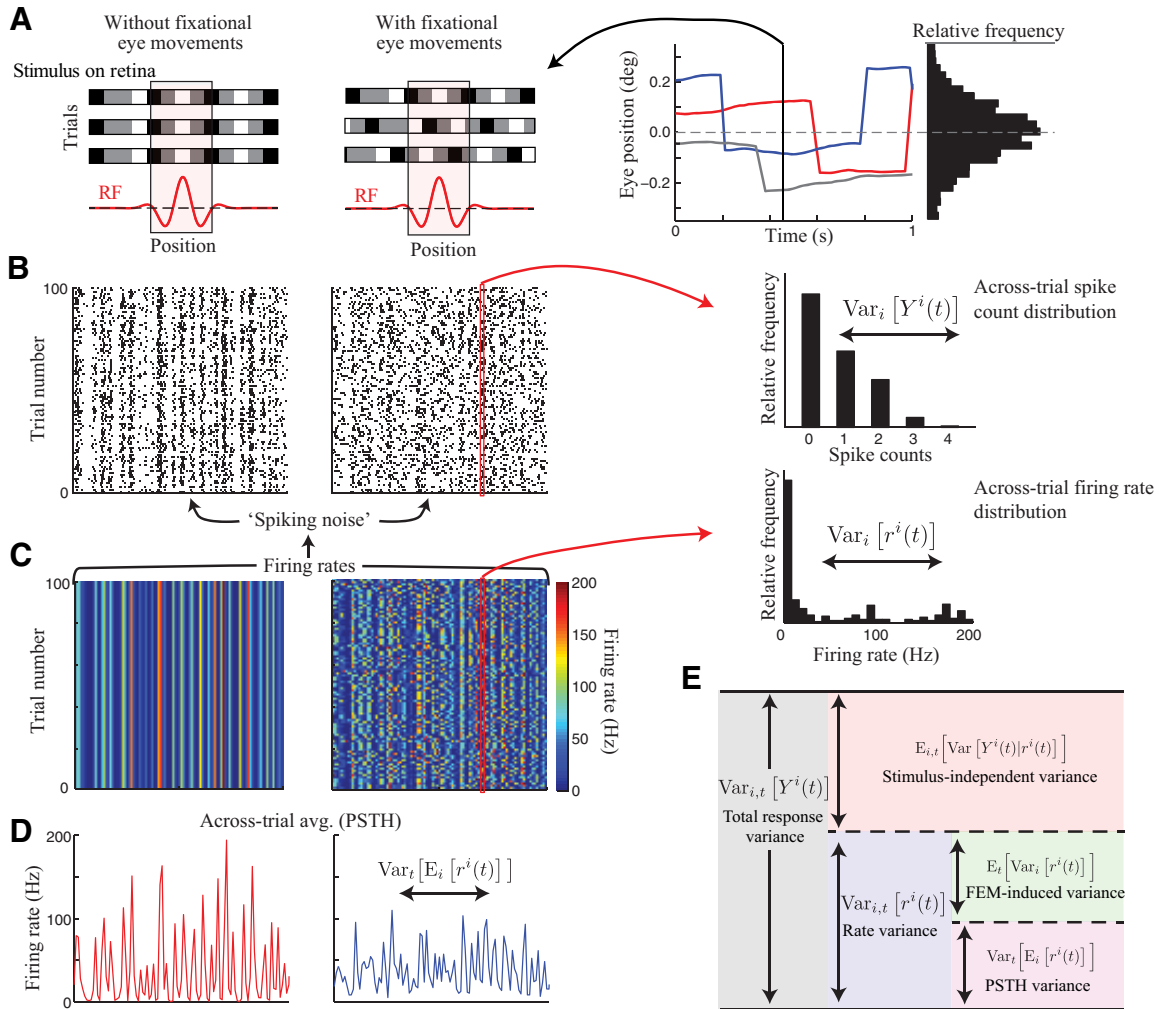 A
Without fixational
eye movements
With fixational
eye movements
Stimulus on retina
Trials
RF
Position
RF
Position
Relative frequency
Eye position (deg)
0.2
0.0
−0.2
0
Time (s)
1
B
Trial number
100
0
'Spiking noise'
Relative frequency
Var_i [Y^i(t)]
0 1 2 3 4
Spike counts
Across-trial spike
count distribution
C
Firing rates
Trial number
100
0
200
150
100
50
0
Firing rate (Hz)
Relative frequency
Var_i [r^i(t)]
0 100 200
Firing rate (Hz)
Across-trial firing rate
distribution
D
Across-trial avg. (PSTH)
Firing rate (Hz)
200
100
0
Var_t[E_i [r^i(t)] ]
E
Var_{i,t} [Y^i(t)]
Total response
variance
E_{i,t}[Var [Y^i(t)|r^i(t)] ]
Stimulus-independent variance
Var_{i,t} [r^i(t)]
Rate variance
E_t[Var_i [r^i(t)] ]
FEM-induced variance
Var_t[E_i [r^i(t)] ]
PSTH variance